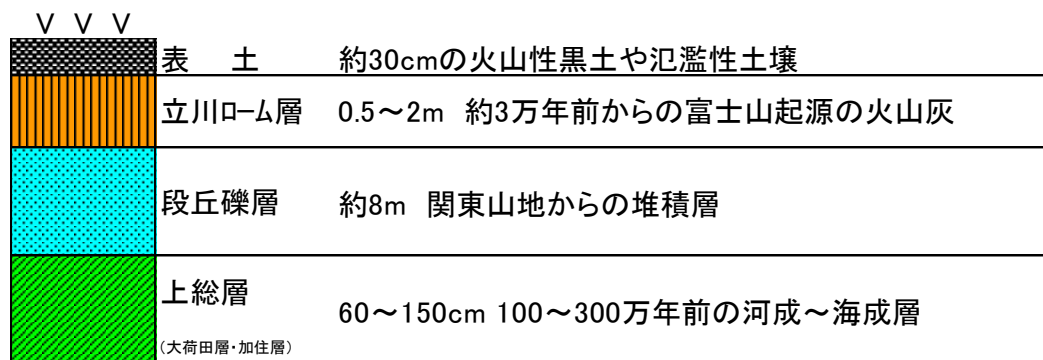 V V V
表 土 約30cmの火山性黒土や氾濫性土壌
立川ローム層 0.5～2m 約3万年前からの富士山起源の火山灰
段丘礫層 約8m 関東山地からの堆積層
上総層 60～150cm 100～300万年前の河成～海成層
(大荷田層・加住層)